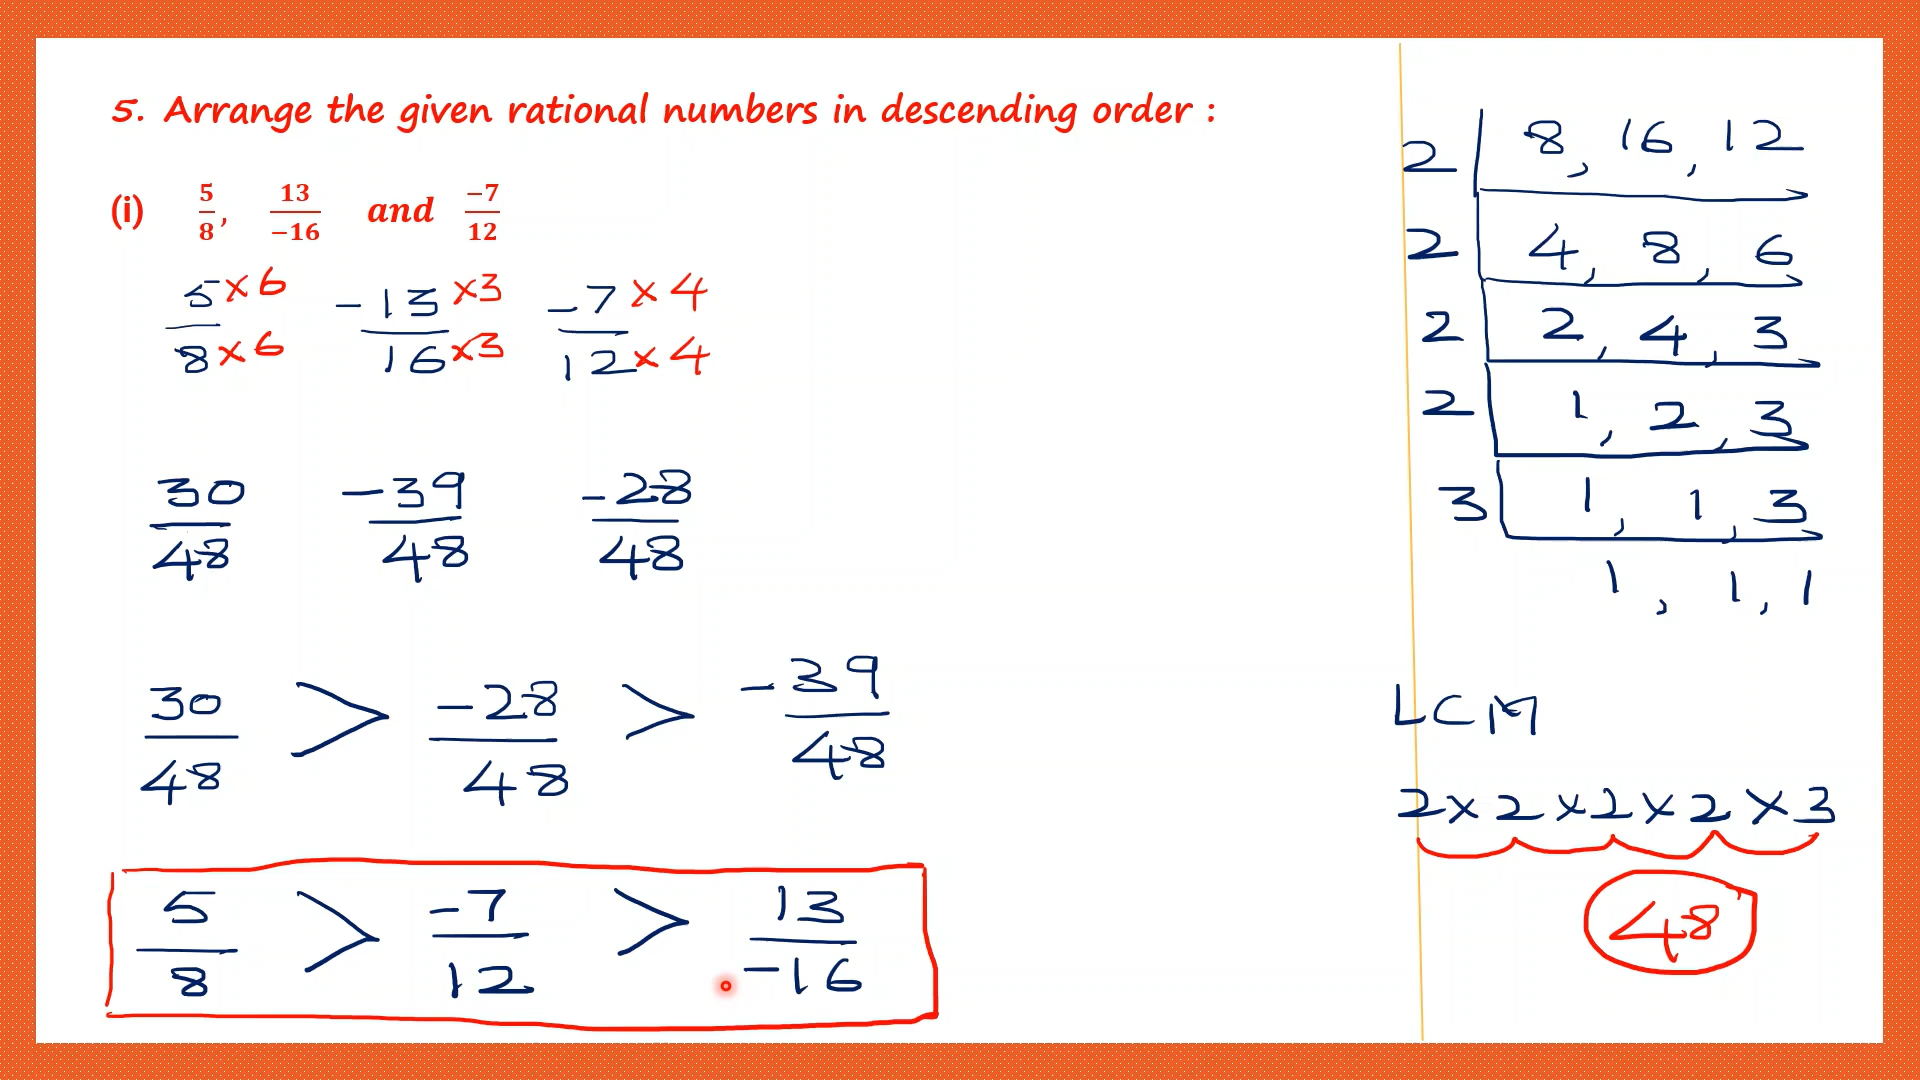 5. Arrange the given rational numbers in descending order :
(i) 5/8, 13/-16 and -7/12
5×6/8×6 -13×3/16×3 -7×4/12×4
30/48 -39/48 -28/48
30/48 > -28/48 > -39/48
5/8 > -7/12 > 13/-16
2 8, 16, 12
2 4, 8, 6
2 2, 4, 3
2 1, 2, 3
3 1, 1, 3
1, 1, 1
LCM
2×2×2×2×3
48